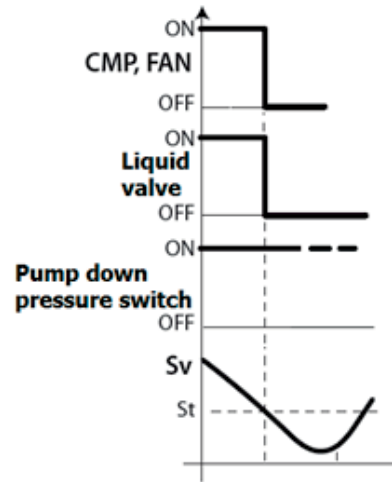 ON
CMP, FAN
OFF
ON
Liquid
valve
OFF
ON
Pump down
pressure switch
OFF
Sv
St